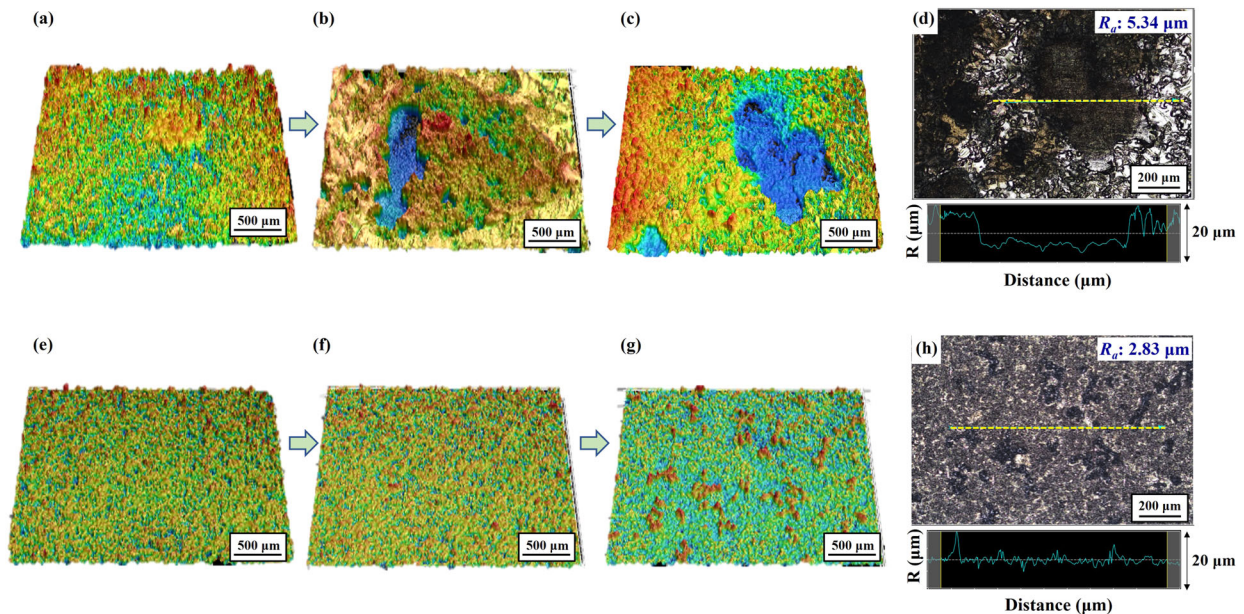 (a)
(b)
(c)
(d)
Rₐ: 5.34 µm
500 µm
500 µm
500 µm
200 µm
R (µm)
20 µm
Distance (µm)
(e)
(f)
(g)
(h)
Rₐ: 2.83 µm
500 µm
500 µm
500 µm
200 µm
R (µm)
20 µm
Distance (µm)